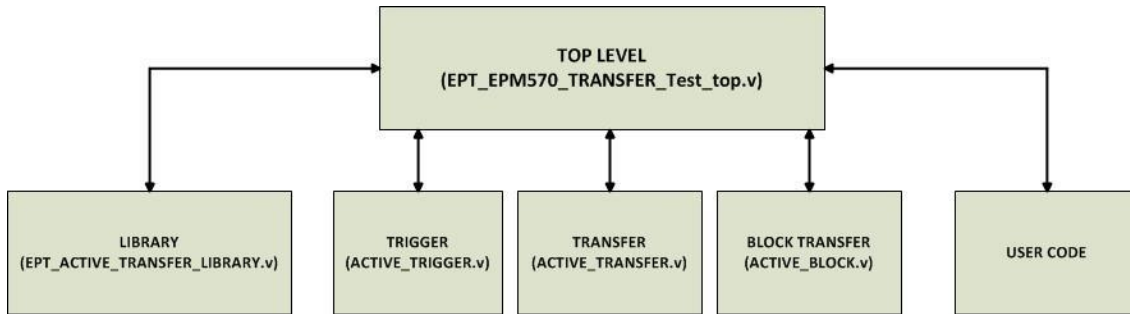 TOP LEVEL
(EPT_EPM570_TRANSFER_Test_top.v)
LIBRARY
(EPT_ACTIVE_TRANSFER_LIBRARY.v)
TRIGGER
(ACTIVE_TRIGGER.v)
TRANSFER
(ACTIVE_TRANSFER.v)
BLOCK TRANSFER
(ACTIVE_BLOCK.v)
USER CODE